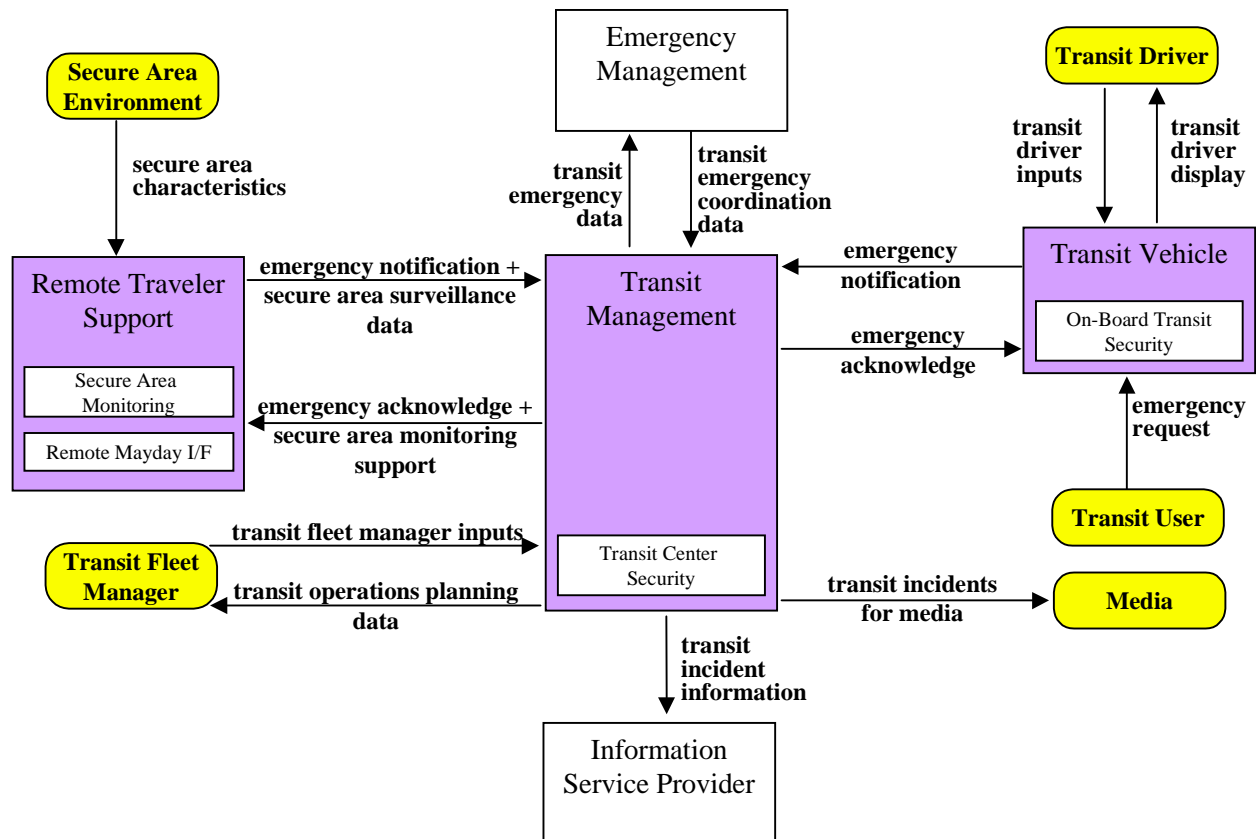 Secure Area
Environment
secure area
characteristics
Emergency
Management
transit
emergency
data
transit
emergency
coordination
data
Transit Driver
transit
driver
inputs
transit
driver
display
Remote Traveler
Support
Secure Area
Monitoring
Remote Mayday I/F
emergency notification +
secure area surveillance
data
emergency acknowledge +
secure area monitoring
support
Transit
Management
Transit Center
Security
emergency
notification
emergency
acknowledge
Transit Vehicle
On-Board Transit
Security
emergency
request
Transit User
Transit Fleet
Manager
transit fleet manager inputs
transit operations planning
data
transit incidents
for media
Media
transit
incident
information
Information
Service Provider